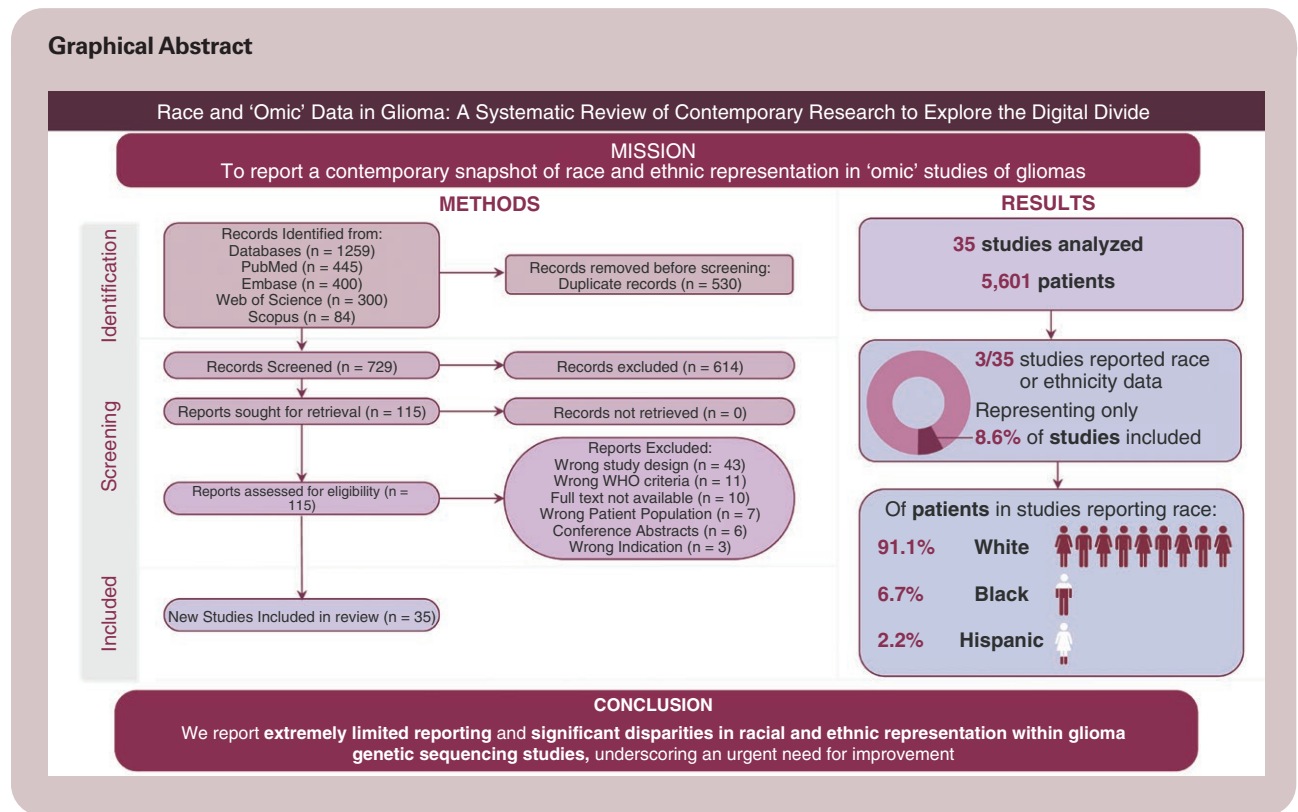 Graphical Abstract
Race and ‘Omic’ Data in Glioma: A Systematic Review of Contemporary Research to Explore the Digital Divide
MISSION
To report a contemporary snapshot of race and ethnic representation in ‘omic’ studies of gliomas
METHODS
Identification
Records Identified from:
Databases (n = 1259)
PubMed (n = 445)
Embase (n = 400)
Web of Science (n = 300)
Scopus (n = 84)
Records removed before screening:
Duplicate records (n = 530)
Screening
Records Screened (n = 729)
Records excluded (n = 614)
Reports sought for retrieval (n = 115)
Records not retrieved (n = 0)
Reports assessed for eligibility (n =
115)
Reports Excluded:
Wrong study design (n = 43)
Wrong WHO criteria (n = 11)
Full text not available (n = 10)
Wrong Patient Population (n = 7)
Conference Abstracts (n = 6)
Wrong Indication (n = 3)
Included
New Studies Included in review (n = 35)
RESULTS
35 studies analyzed
5,601 patients
3/35 studies reported race
or ethnicity data
Representing only
8.6% of studies included
Of patients in studies reporting race:
91.1% White
6.7% Black
2.2% Hispanic
CONCLUSION
We report extremely limited reporting and significant disparities in racial and ethnic representation within glioma
genetic sequencing studies, underscoring an urgent need for improvement